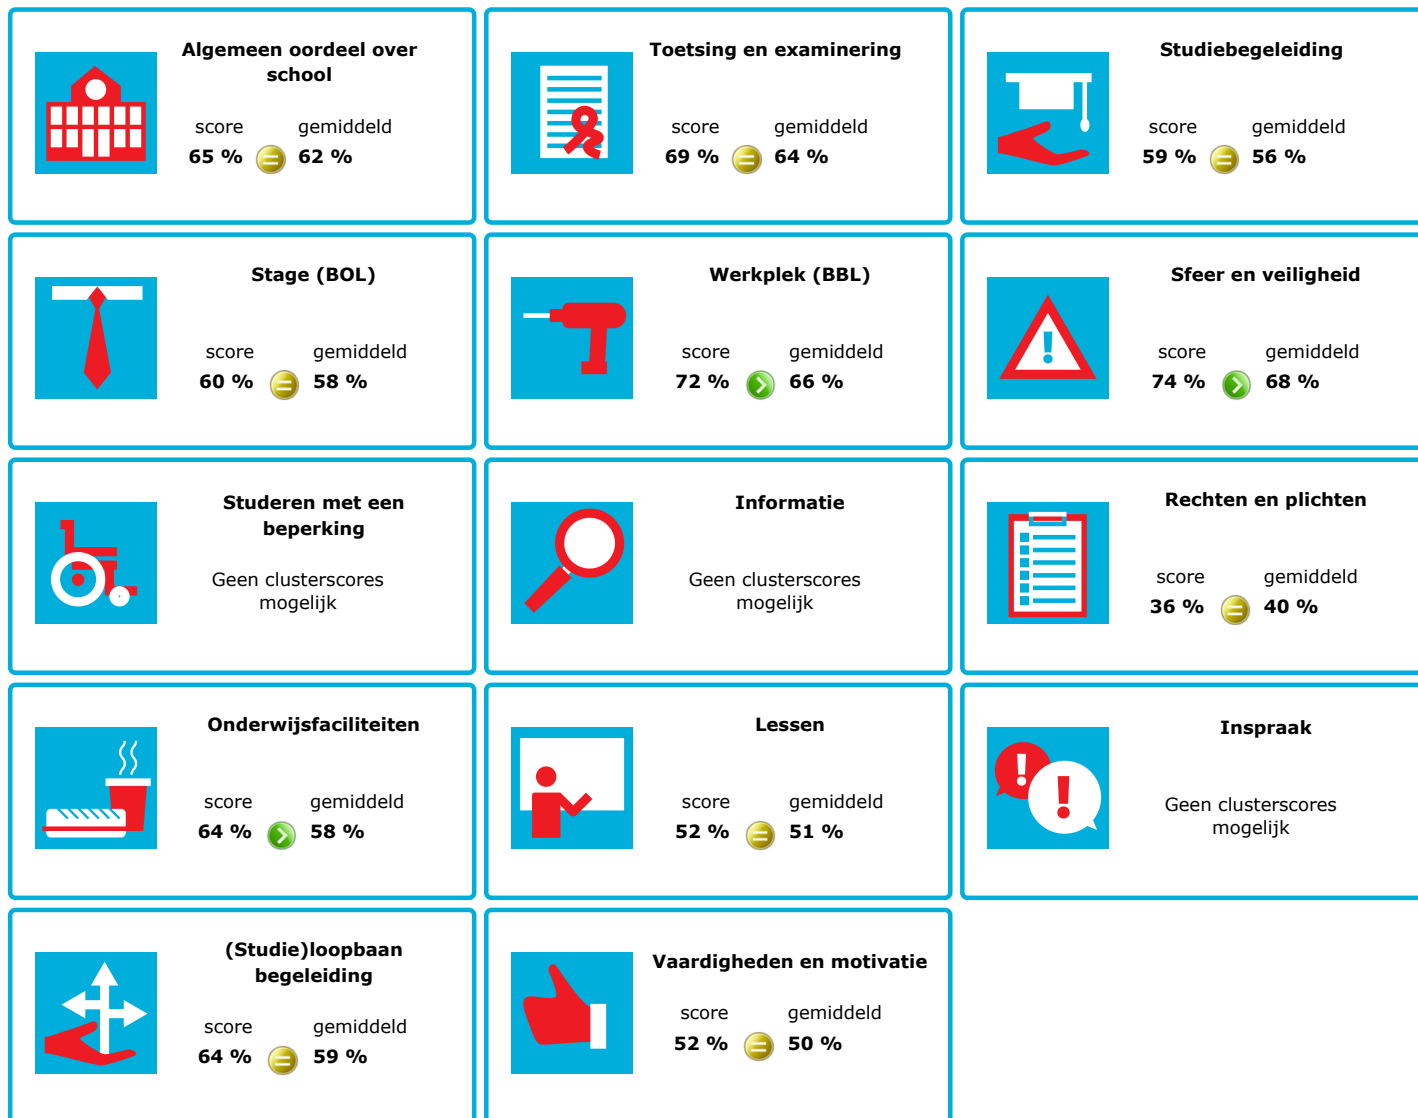 Algemeen oordeel over
school
score gemiddeld
65 % = 62 %
Toetsing en examinering
score gemiddeld
69 % = 64 %
Studiebegeleiding
score gemiddeld
59 % = 56 %
Stage (BOL)
score gemiddeld
60 % = 58 %
Werkplek (BBL)
score gemiddeld
72 % > 66 %
Sfeer en veiligheid
!
score gemiddeld
74 % > 68 %
Studeren met een
beperking
Geen clusterscores
mogelijk
Informatie
Geen clusterscores
mogelijk
Rechten en plichten
score gemiddeld
36 % = 40 %
Onderwijsfaciliteiten
score gemiddeld
64 % > 58 %
Lessen
score gemiddeld
52 % = 51 %
Inspraak
! !
Geen clusterscores
mogelijk
(Studie)loopbaan
begeleiding
score gemiddeld
64 % = 59 %
Vaardigheden en motivatie
score gemiddeld
52 % = 50 %